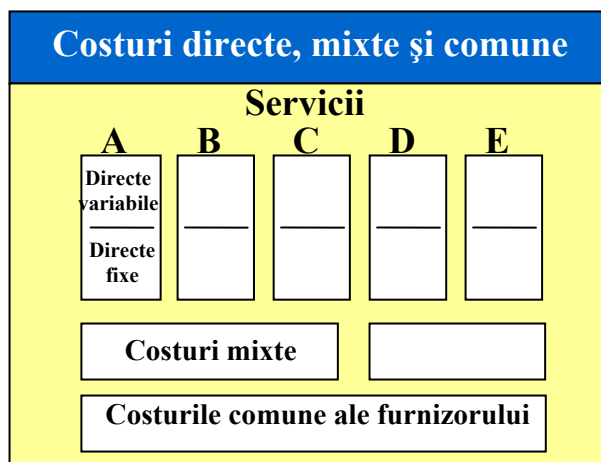 Costuri directe, mixte şi comune
Servicii
A B C D E
Directe
variabile
Directe
fixe
Costuri mixte
Costurile comune ale furnizorului